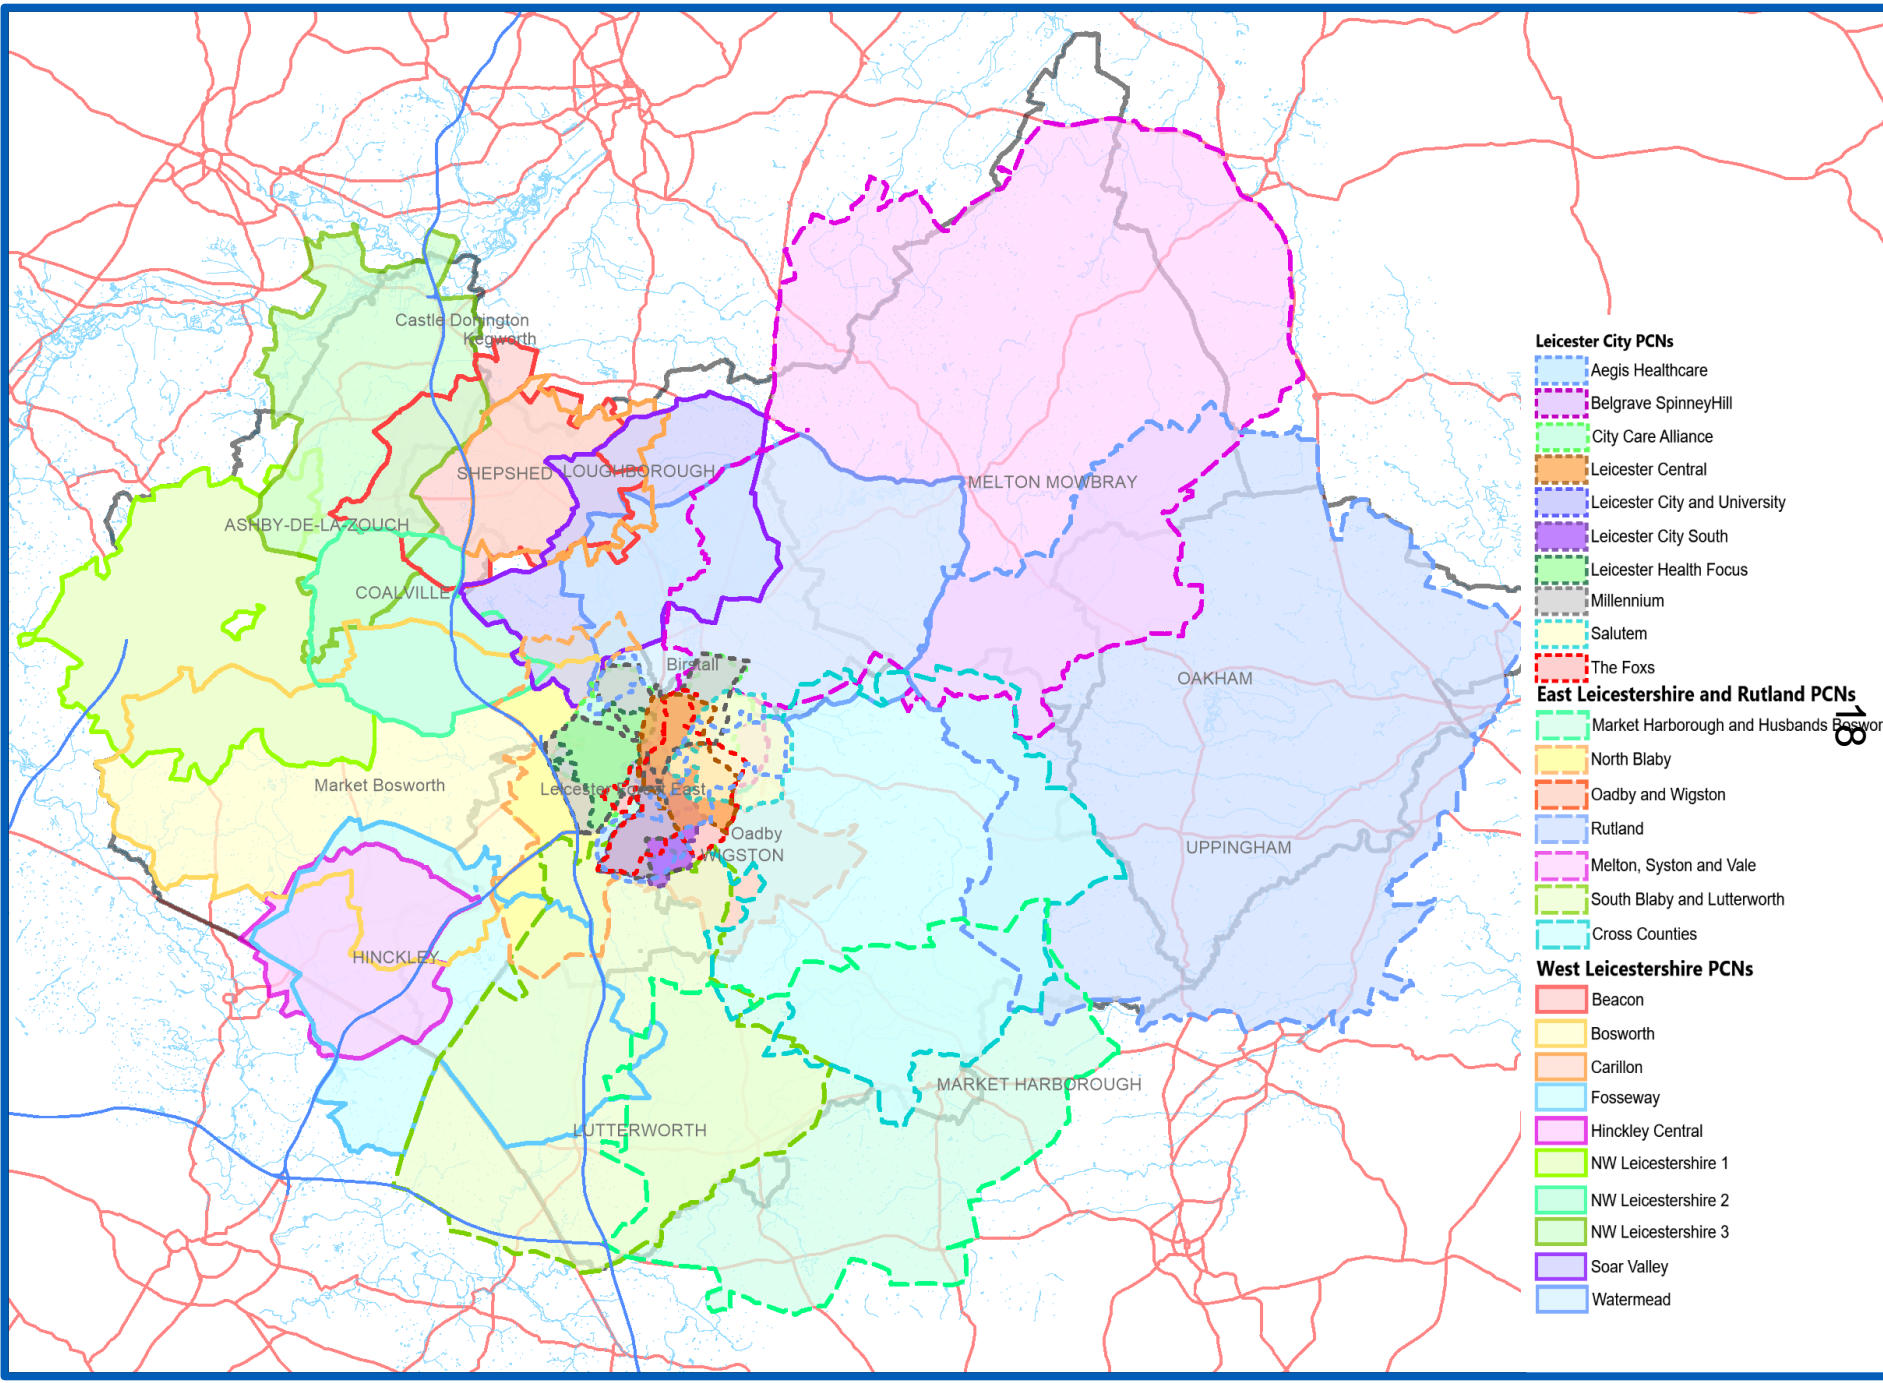 Castle Donington
Kegworth
SHEPSHED
LOUGHBOROUGH
MELTON MOWBRAY
ASHBY-DE-LA-ZOUCH
COALVILLE
Birstall
OAKHAM
Market Bosworth
Leicester Forest East
Oadby
WIGSTON
UPPINGHAM
HINCKLEY
MARKET HARBOROUGH
LUTTERWORTH
Leicester City PCNs
Aegis Healthcare
Belgrave SpinneyHill
City Care Alliance
Leicester Central
Leicester City and University
Leicester City South
Leicester Health Focus
Millennium
Salutem
The Foxs
East Leicestershire and Rutland PCNs
Market Harborough and Husbands Boswor
North Blaby
Oadby and Wigston
Rutland
Melton, Syston and Vale
South Blaby and Lutterworth
Cross Counties
West Leicestershire PCNs
Beacon
Bosworth
Carillon
Fosseway
Hinckley Central
NW Leicestershire 1
NW Leicestershire 2
NW Leicestershire 3
Soar Valley
Watermead
18